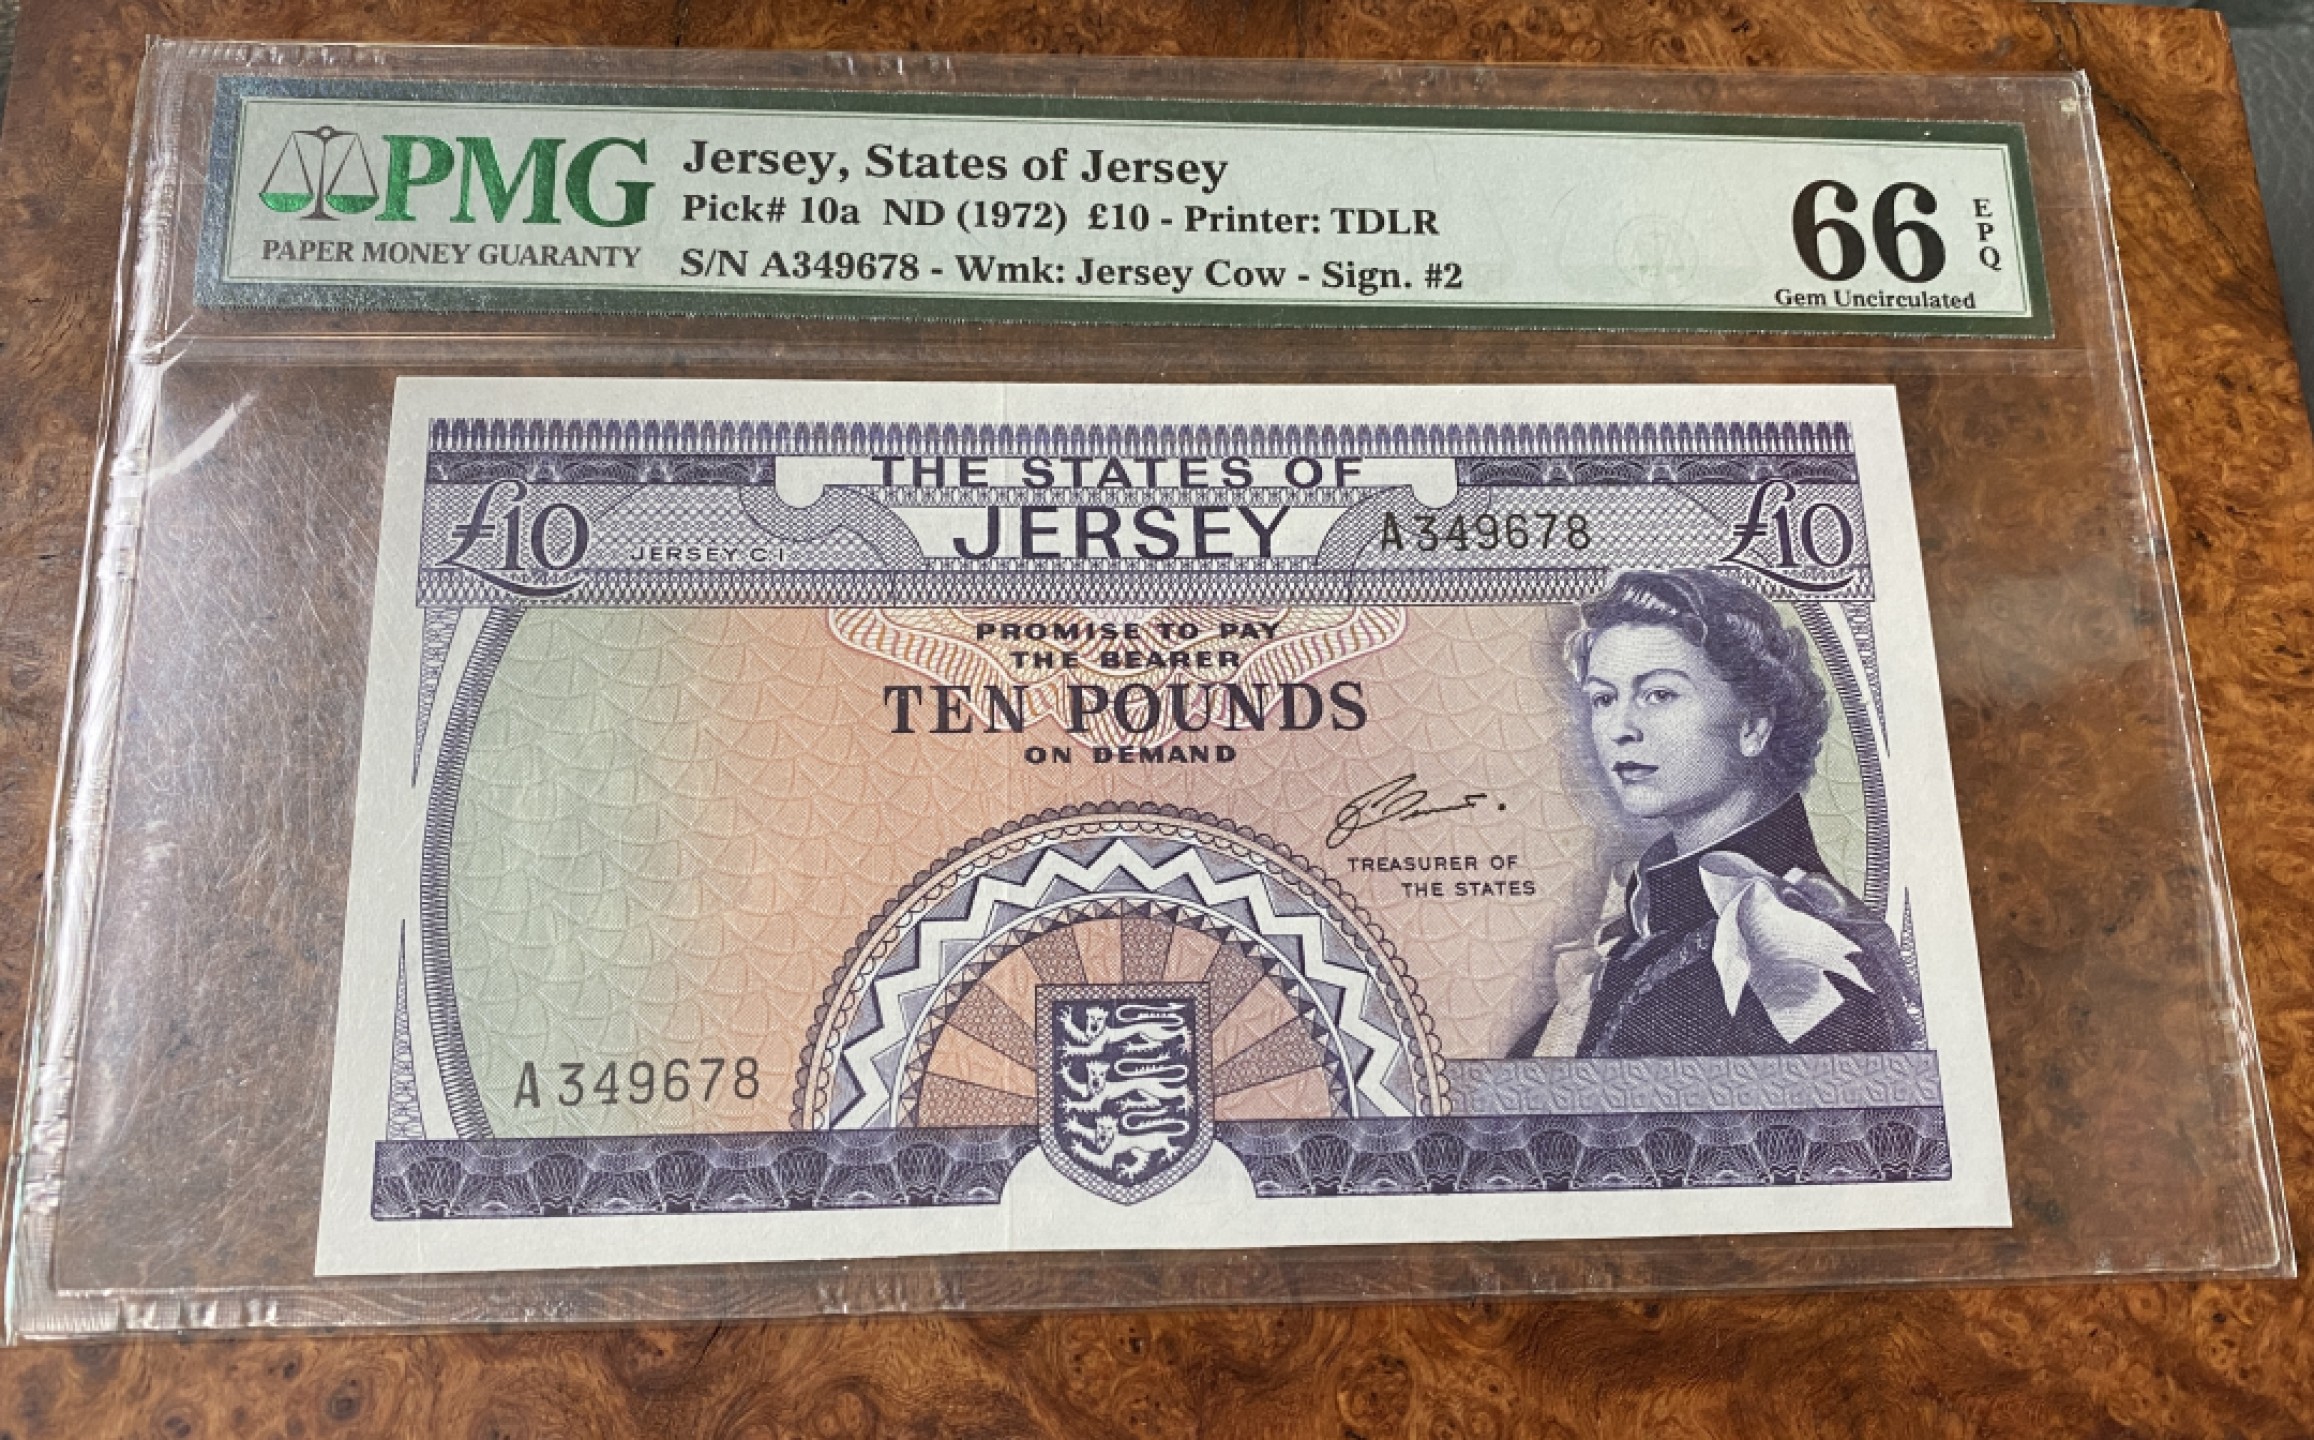 PMG
PAPER MONEY GUARANTY
Jersey, States of Jersey
Pick# 10a ND (1972) £10 - Printer: TDLR
S/N A349678 - Wmk: Jersey Cow - Sign. #2
66
EPQ
Gem Uncirculated
THE STATES OF
JERSEY
£10
JERSEY C.I.
A349678
£10
PROMISE TO PAY
THE BEARER
TEN POUNDS
ON DEMAND
TREASURER OF
THE STATES
A349678